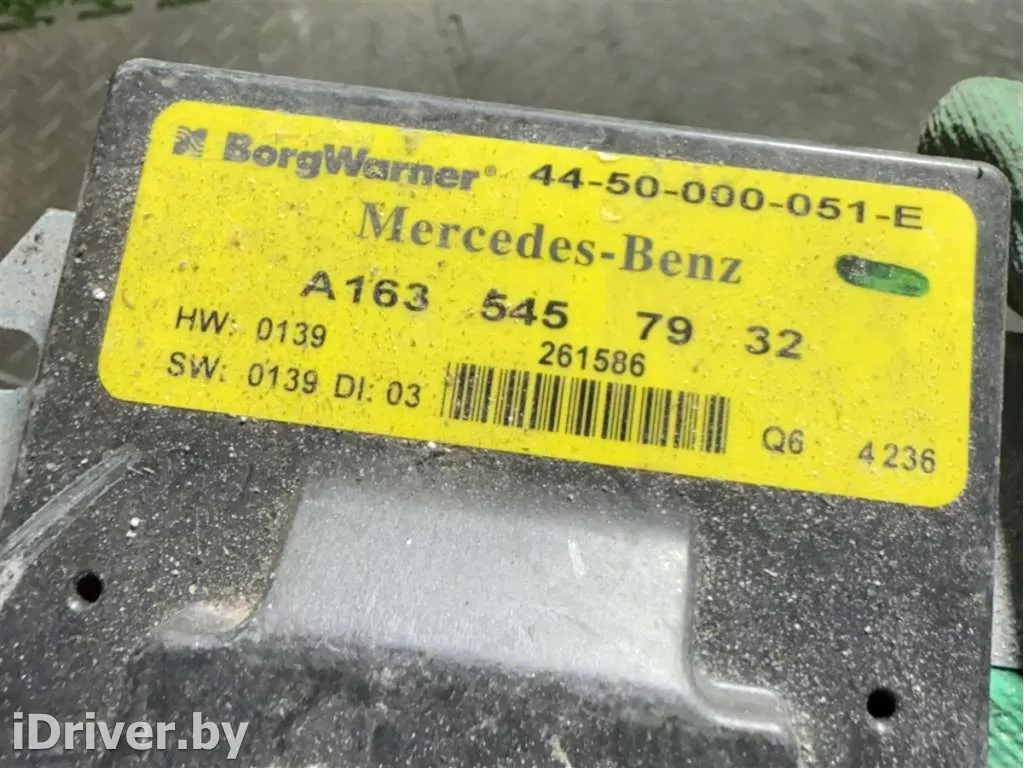 BorgWarner® 44-50-000-051-E
Mercedes-Benz
A163 545 79 32
HW: 0139 261586
SW: 0139 DI: 03
Q6 4236
iDriver.by